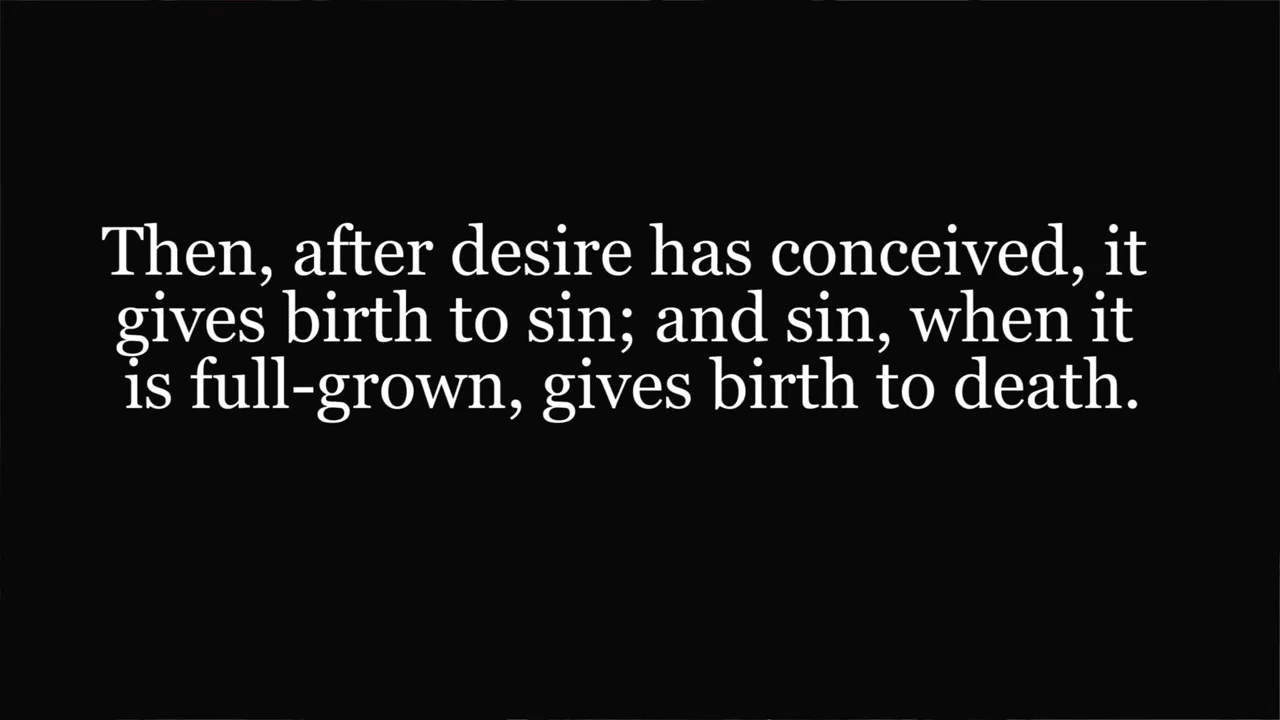 Then, after desire has conceived, it
gives birth to sin; and sin, when it
is full-grown, gives birth to death.